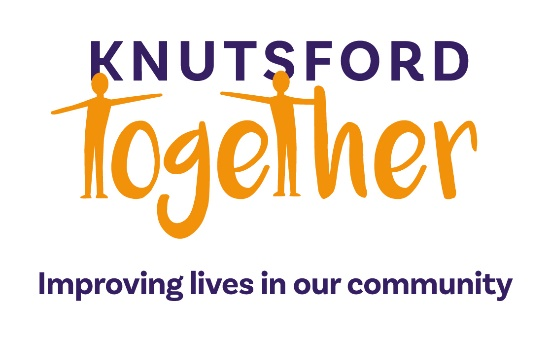 KNUTSFORD
together
Improving lives in our community